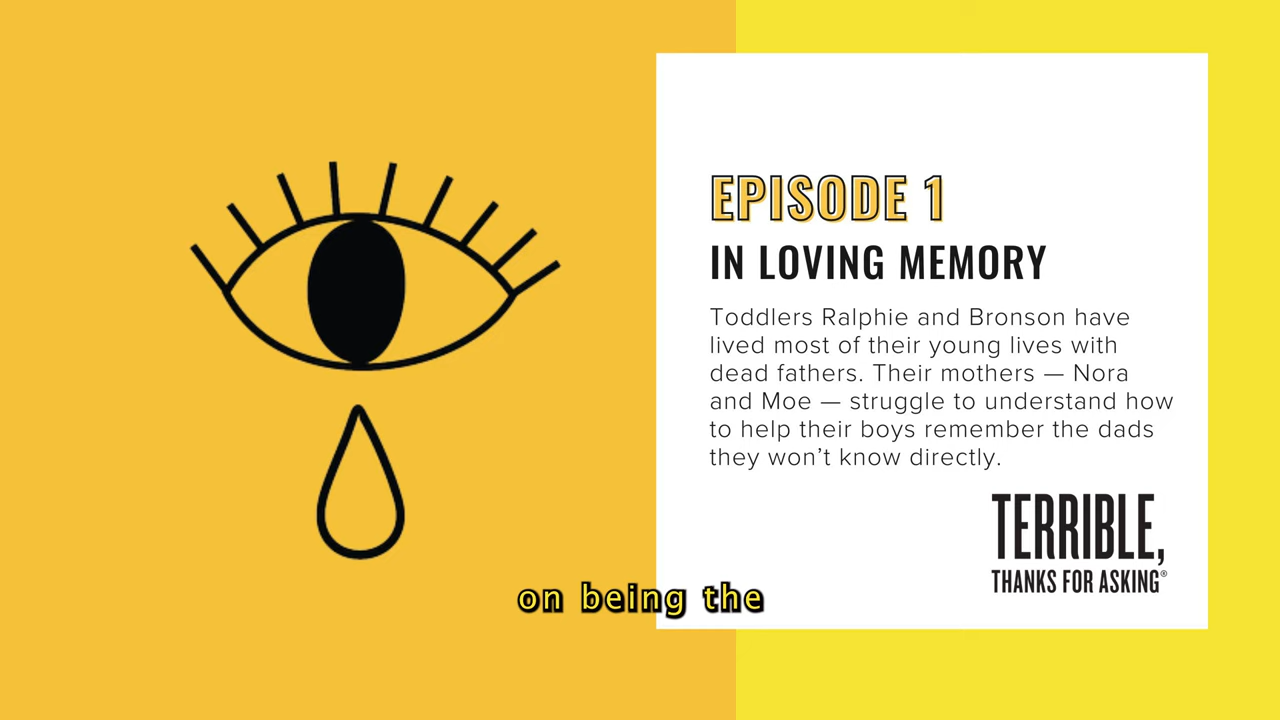 EPISODE 1
IN LOVING MEMORY
Toddlers Ralphie and Bronson have
lived most of their young lives with
dead fathers. Their mothers — Nora
and Moe — struggle to understand how
to help their boys remember the dads
they won’t know directly.
TERRIBLE,
THANKS FOR ASKING®
on being the